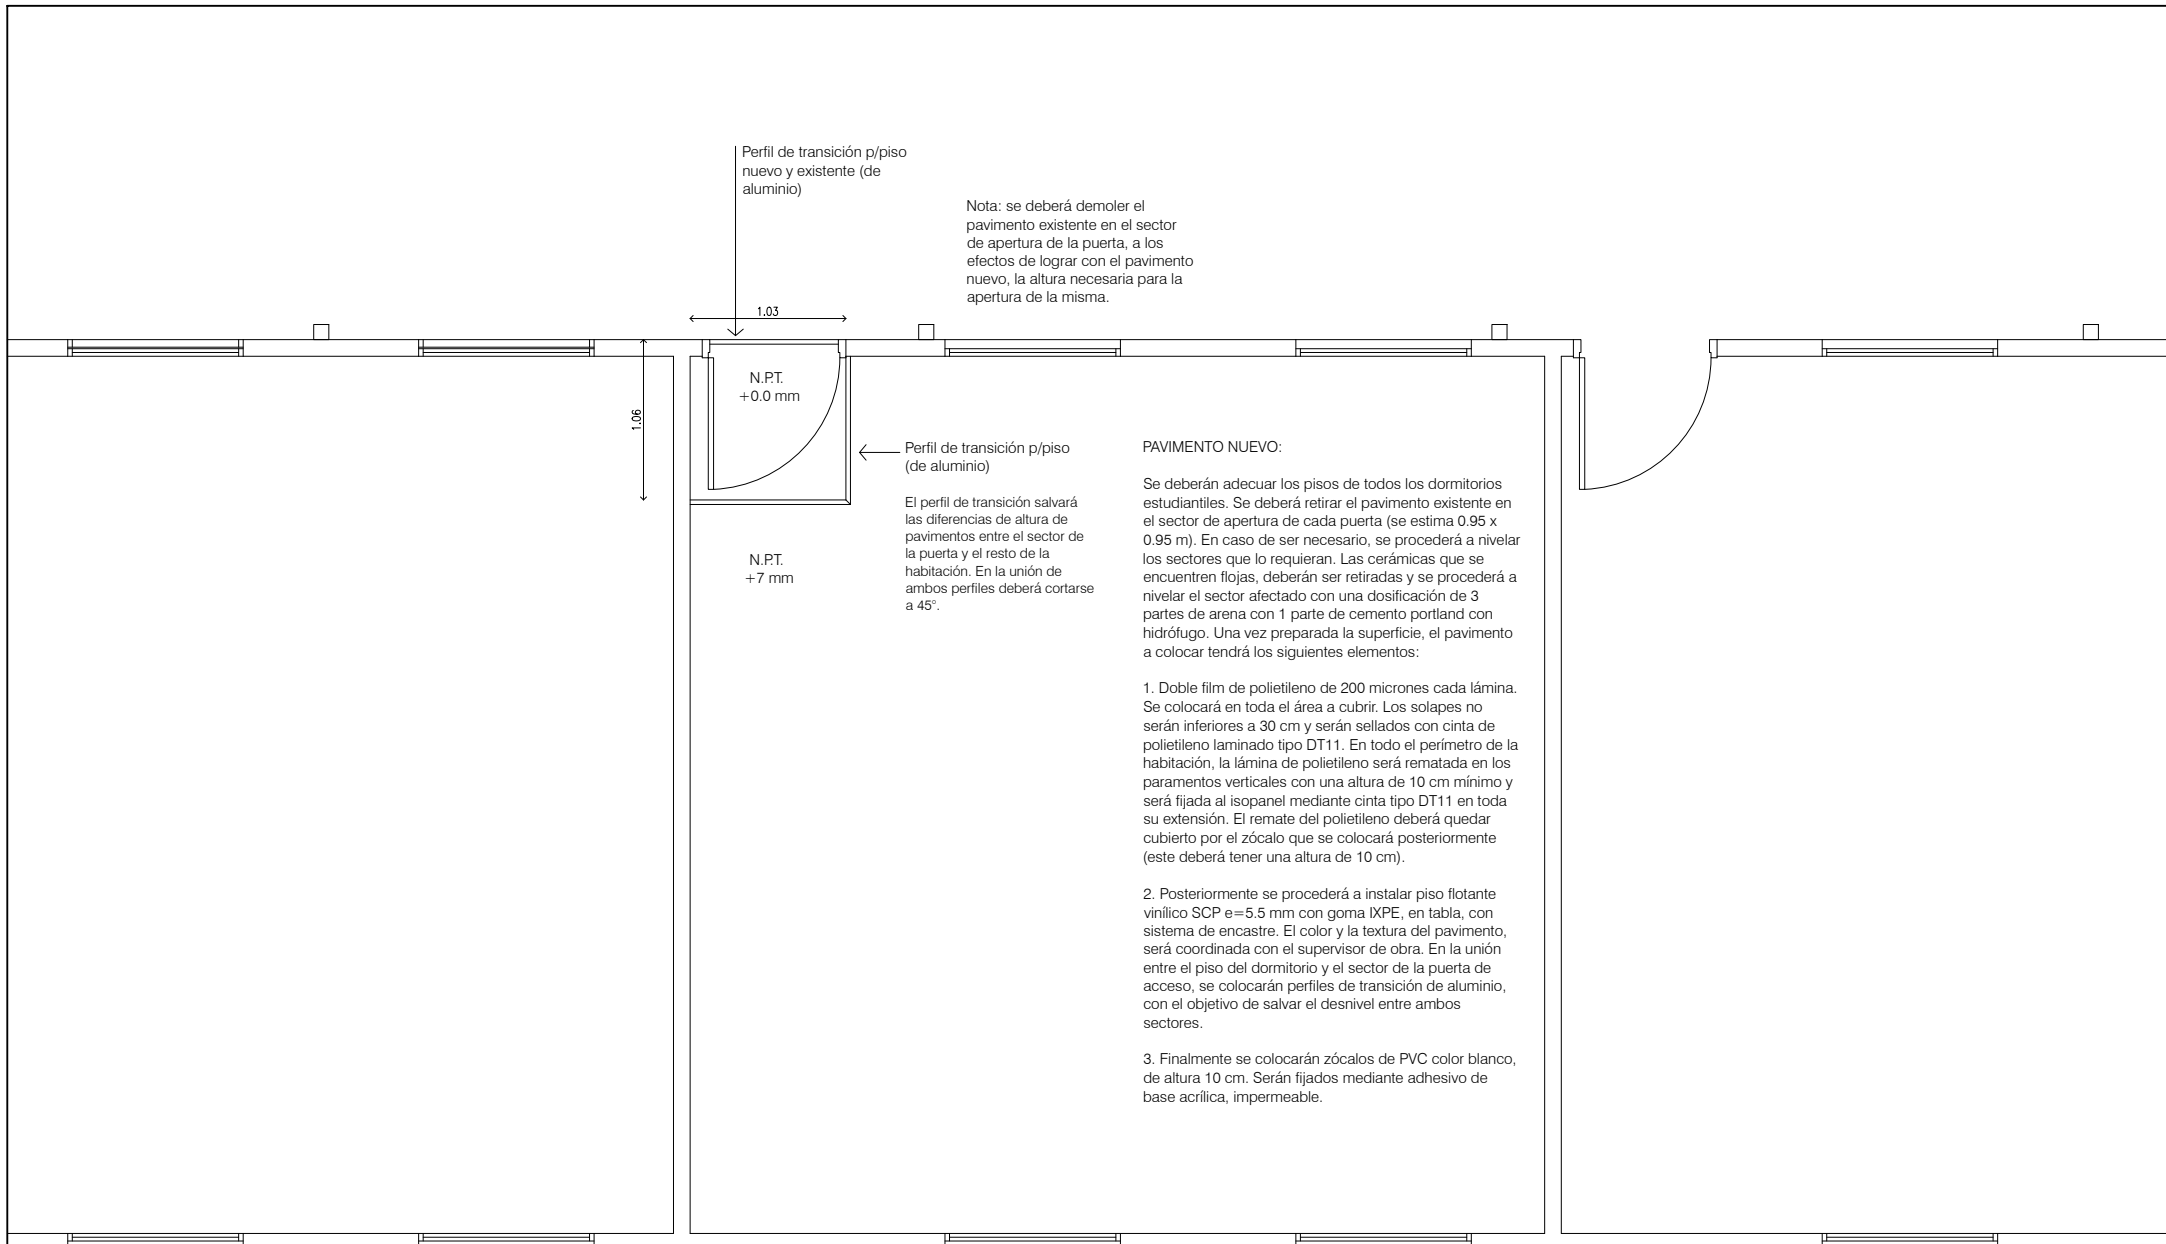 Perfil de transición p/piso
nuevo y existente (de
aluminio)
Nota: se deberá demoler el
pavimento existente en el sector
de apertura de la puerta, a los
efectos de lograr con el pavimento
nuevo, la altura necesaria para la
apertura de la misma.
1.03
1.06
N.P.T.
+0.0 mm
Perfil de transición p/piso
(de aluminio)
El perfil de transición salvará
las diferencias de altura de
pavimentos entre el sector de
la puerta y el resto de la
habitación. En la unión de
ambos perfiles deberá cortarse
a 45°.
N.P.T.
+7 mm
PAVIMENTO NUEVO:
Se deberán adecuar los pisos de todos los dormitorios
estudiantiles. Se deberá retirar el pavimento existente en
el sector de apertura de cada puerta (se estima 0.95 x
0.95 m). En caso de ser necesario, se procederá a nivelar
los sectores que lo requieran. Las cerámicas que se
encuentren flojas, deberán ser retiradas y se procederá a
nivelar el sector afectado con una dosificación de 3
partes de arena con 1 parte de cemento portland con
hidrófugo. Una vez preparada la superficie, el pavimento
a colocar tendrá los siguientes elementos:
1. Doble film de polietileno de 200 micrones cada lámina.
Se colocará en toda el área a cubrir. Los solapes no
serán inferiores a 30 cm y serán sellados con cinta de
polietileno laminado tipo DT11. En todo el perímetro de la
habitación, la lámina de polietileno será rematada en los
paramentos verticales con una altura de 10 cm mínimo y
será fijada al isopanel mediante cinta tipo DT11 en toda
su extensión. El remate del polietileno deberá quedar
cubierto por el zócalo que se colocará posteriormente
(este deberá tener una altura de 10 cm).
2. Posteriormente se procederá a instalar piso flotante
vinílico SCP e=5.5 mm con goma IXPE, en tabla, con
sistema de encastre. El color y la textura del pavimento,
será coordinada con el supervisor de obra. En la unión
entre el piso del dormitorio y el sector de la puerta de
acceso, se colocarán perfiles de transición de aluminio,
con el objetivo de salvar el desnivel entre ambos
sectores.
3. Finalmente se colocarán zócalos de PVC color blanco,
de altura 10 cm. Serán fijados mediante adhesivo de
base acrílica, impermeable.